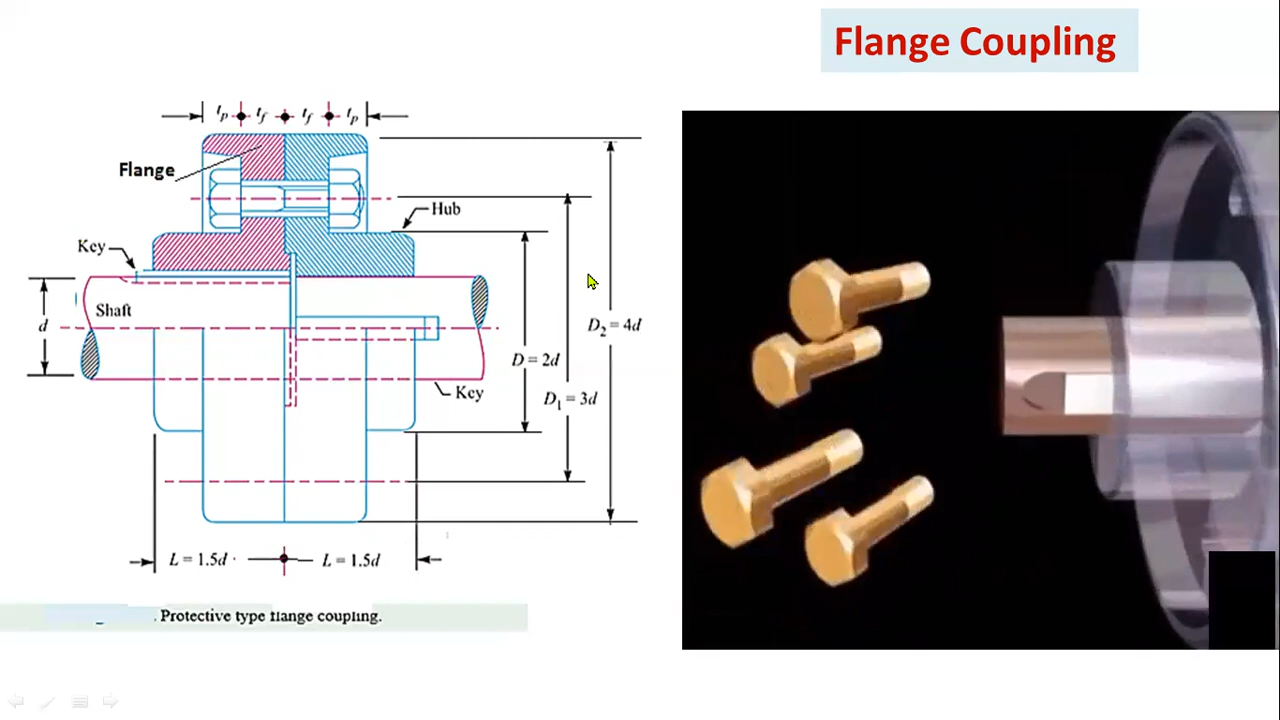 Flange Coupling
tp tf tf tp
Flange
Hub
Key
Shaft
d
D₂ = 4d
D = 2d
D₁ = 3d
Key
L = 1.5d
L = 1.5d
. Protective type flange coupling.